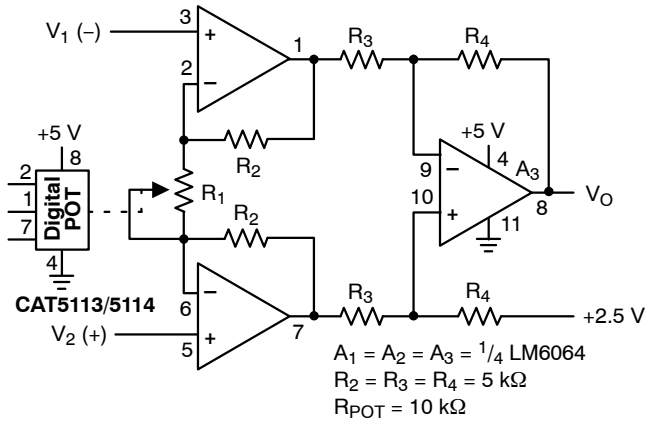 3
V1 (−)
+
1
R3
R4
2
−
+5 V
8
R2
+5 V
4
A3
9
−
2
1
7
Digital
POT
R1
10
+
8
VO
R2
11
4
CAT5113/5114
6
−
7
R3
R4
+2.5 V
V2 (+)
5
+
A1 = A2 = A3 = 1/4 LM6064
R2 = R3 = R4 = 5 kΩ
RPOT = 10 kΩ